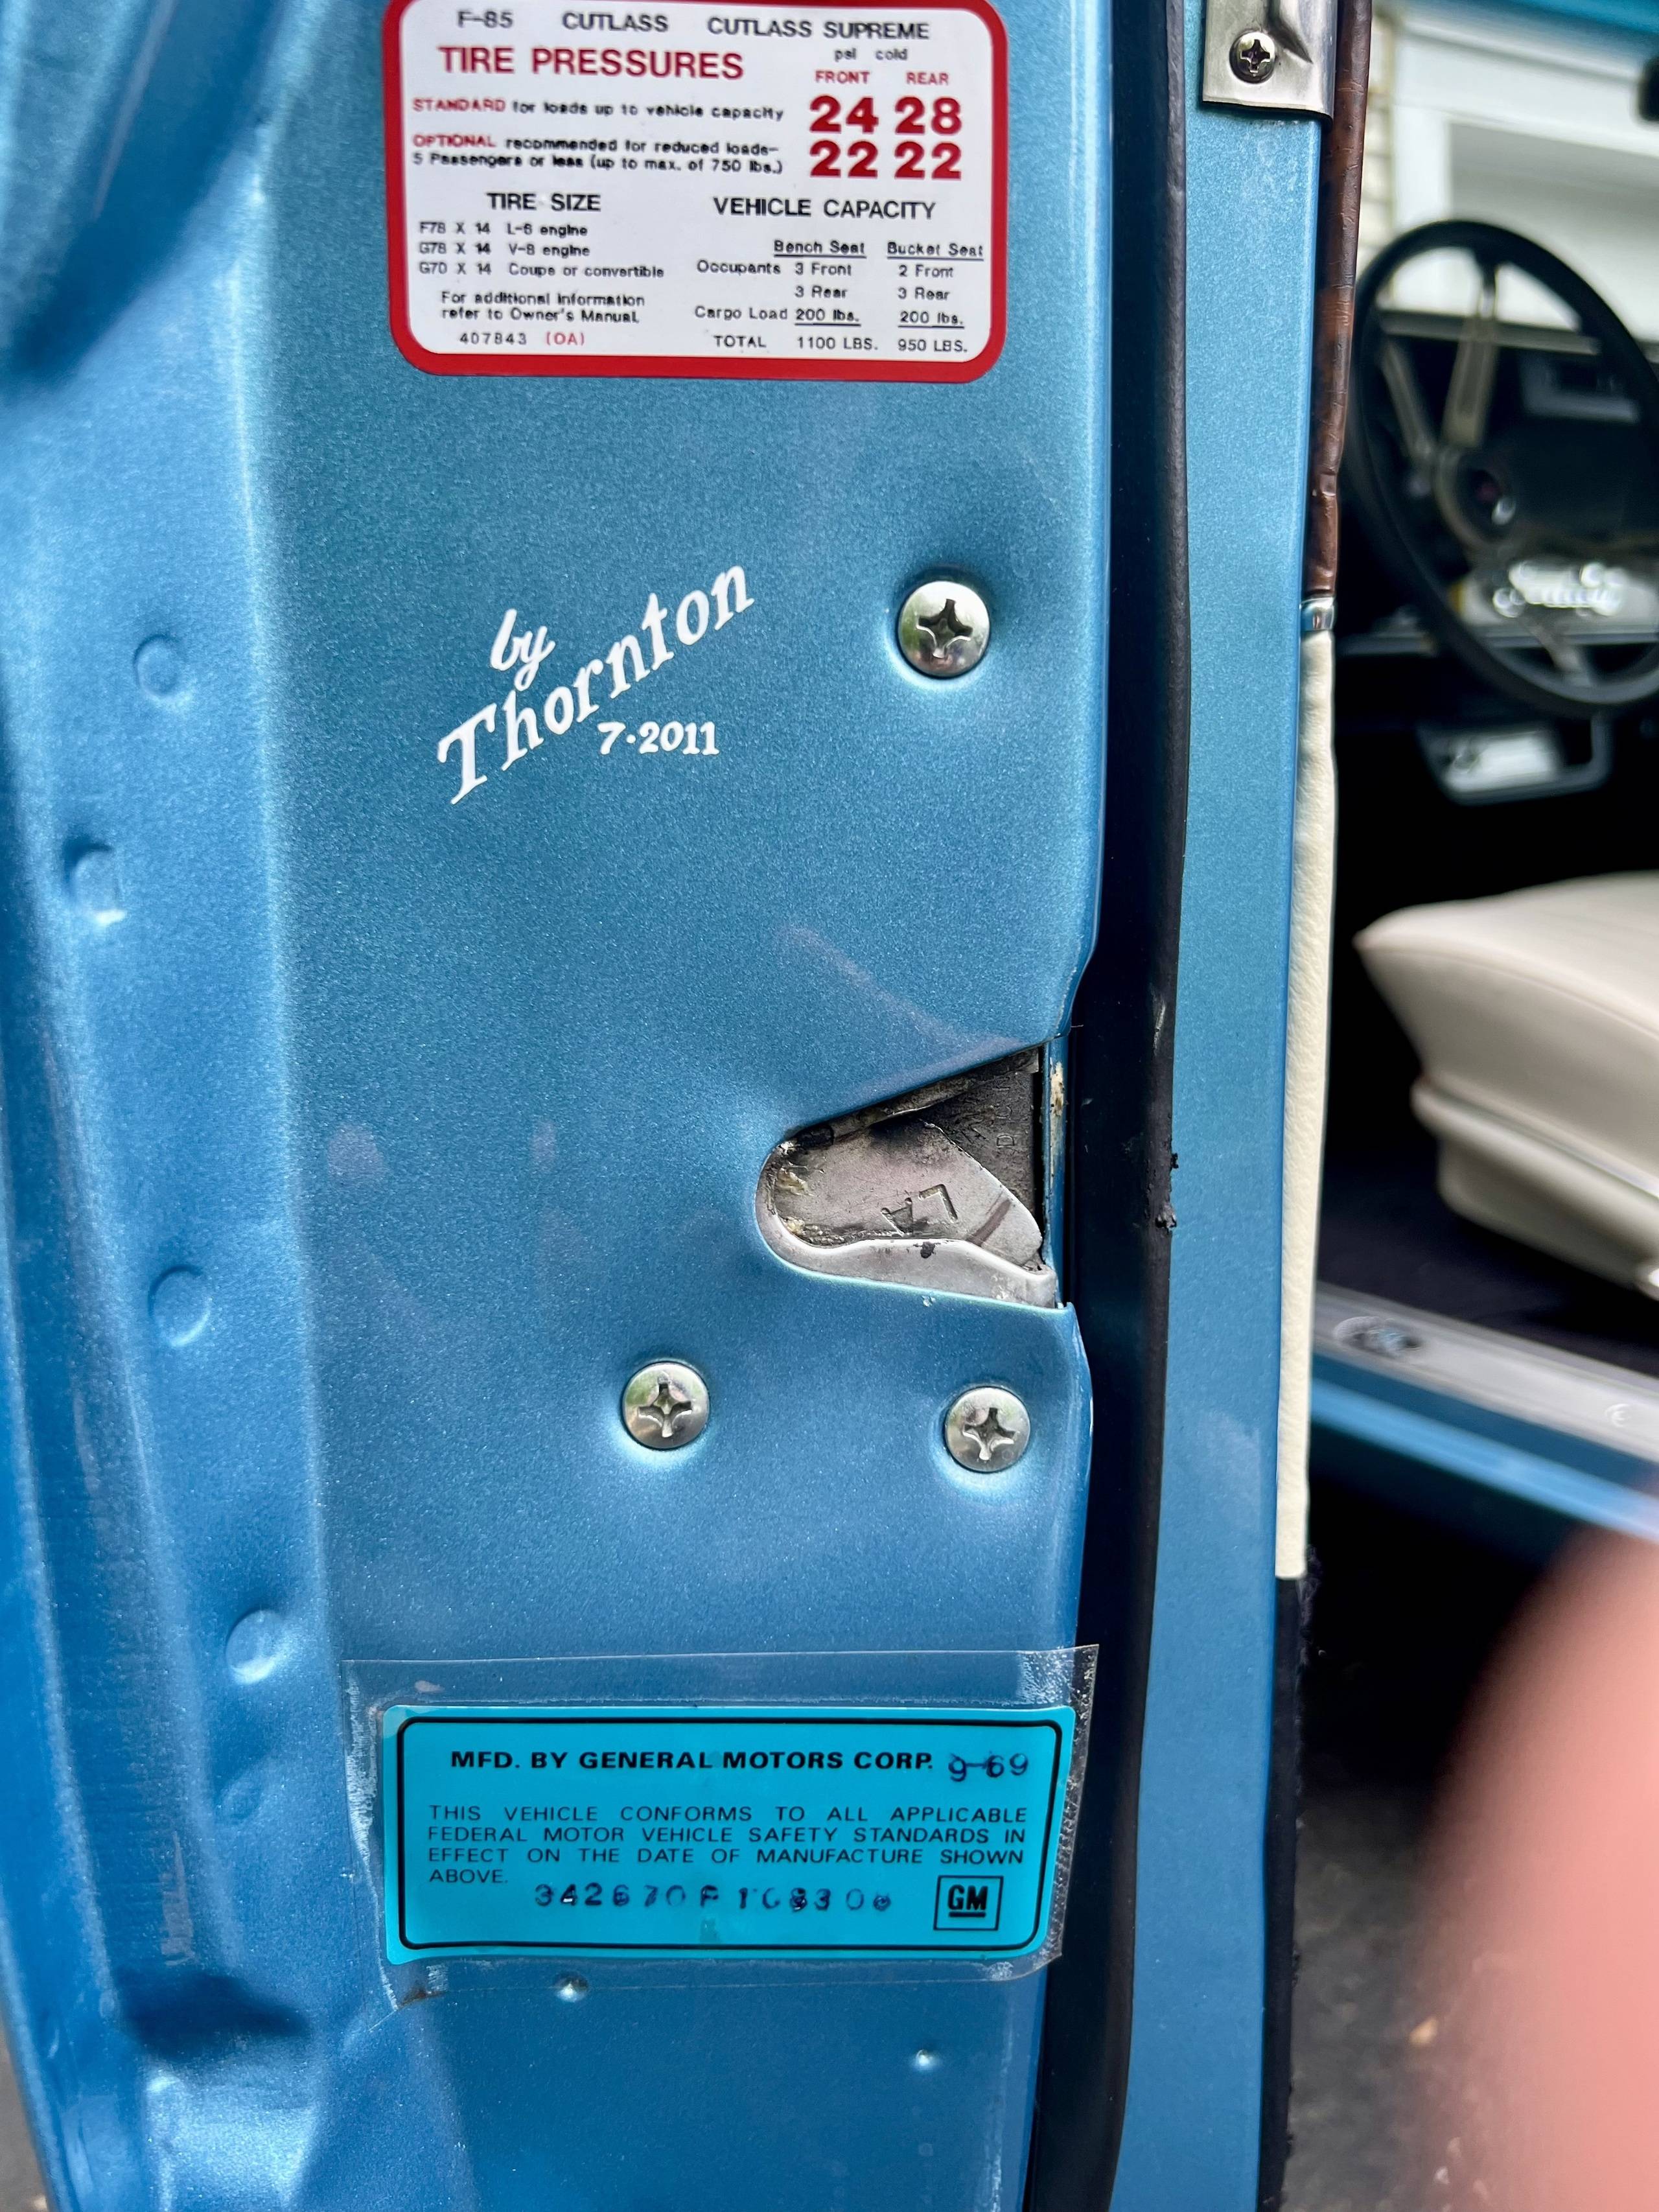 F-85 CUTLASS CUTLASS SUPREME
TIRE PRESSURES
psi cold
FRONT REAR
STANDARD for loads up to vehicle capacity 24 28
OPTIONAL recommended for reduced loads-
5 Passengers or less (up to max. of 750 lbs.) 22 22
TIRE SIZE
F78 X 14 L-6 engine
G78 X 14 V-8 engine
G70 X 14 Coupe or convertible
For additional information
refer to Owner's Manual.
407843 (OA)
VEHICLE CAPACITY
Bench Seat Bucket Seat
Occupants 3 Front 2 Front
3 Rear 3 Rear
Cargo Load 200 lbs. 200 lbs.
TOTAL 1100 LBS. 950 LBS.
by
Thornton
7·2011
L4
MFD. BY GENERAL MOTORS CORP. 9-69
THIS VEHICLE CONFORMS TO ALL APPLICABLE
FEDERAL MOTOR VEHICLE SAFETY STANDARDS IN
EFFECT ON THE DATE OF MANUFACTURE SHOWN
ABOVE.
GM